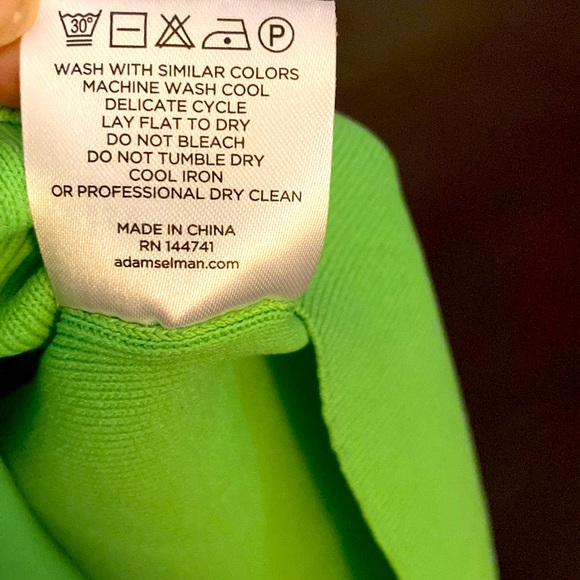 30°
P
WASH WITH SIMILAR COLORS
MACHINE WASH COOL
DELICATE CYCLE
LAY FLAT TO DRY
DO NOT BLEACH
DO NOT TUMBLE DRY
COOL IRON
OR PROFESSIONAL DRY CLEAN
MADE IN CHINA
RN 144741
adamselman.com